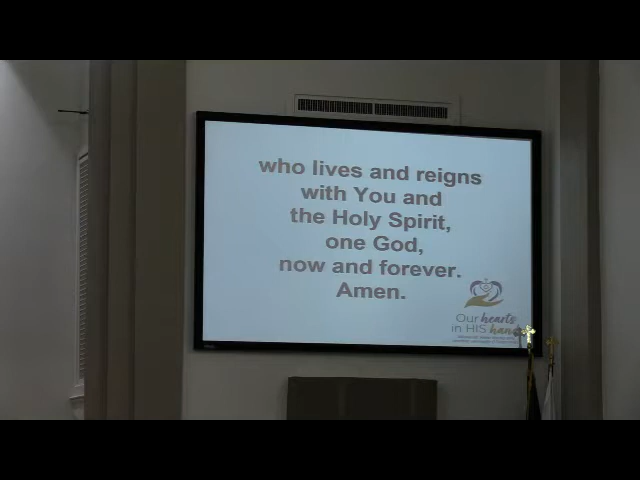 who lives and reigns
with You and
the Holy Spirit,
one God,
now and forever.
Amen.
Our hearts
in HIS hands